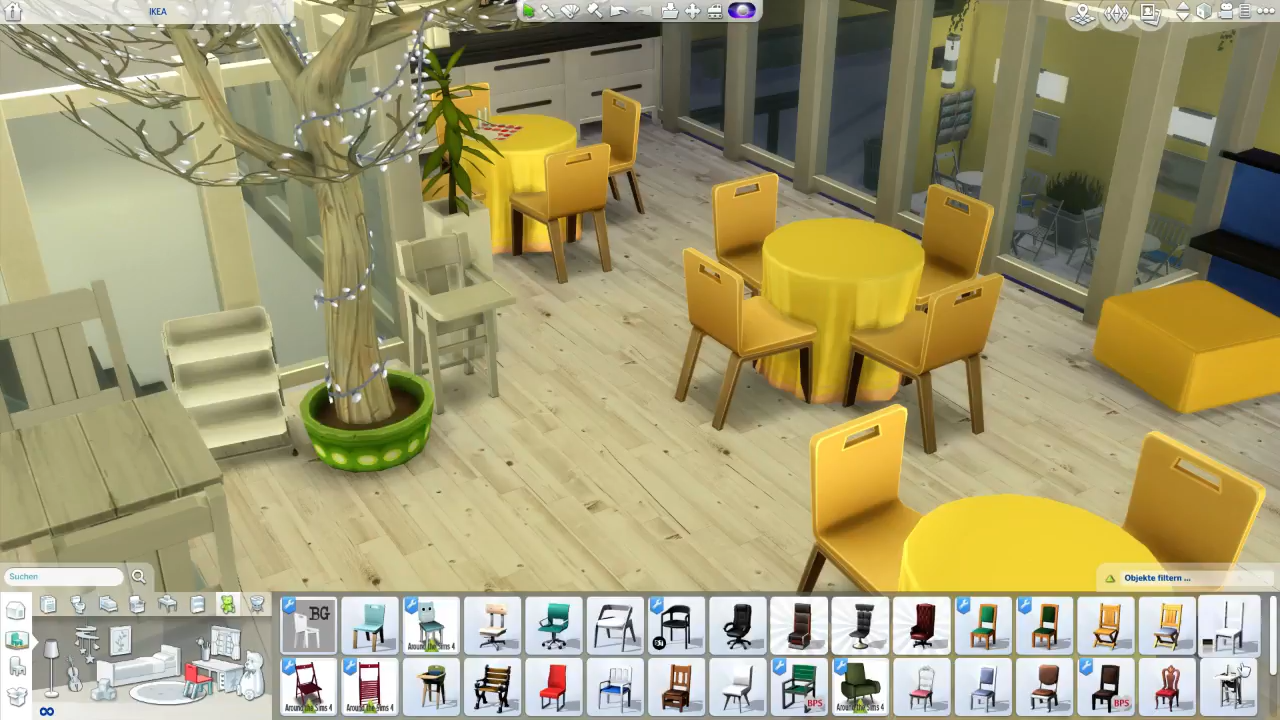 IKEA
Suchen
Objekte filtern ...
BG
Around the Sims 4
Around the Sims 4
Around the Sims 4
BPS
Around the Sims 4
BPS